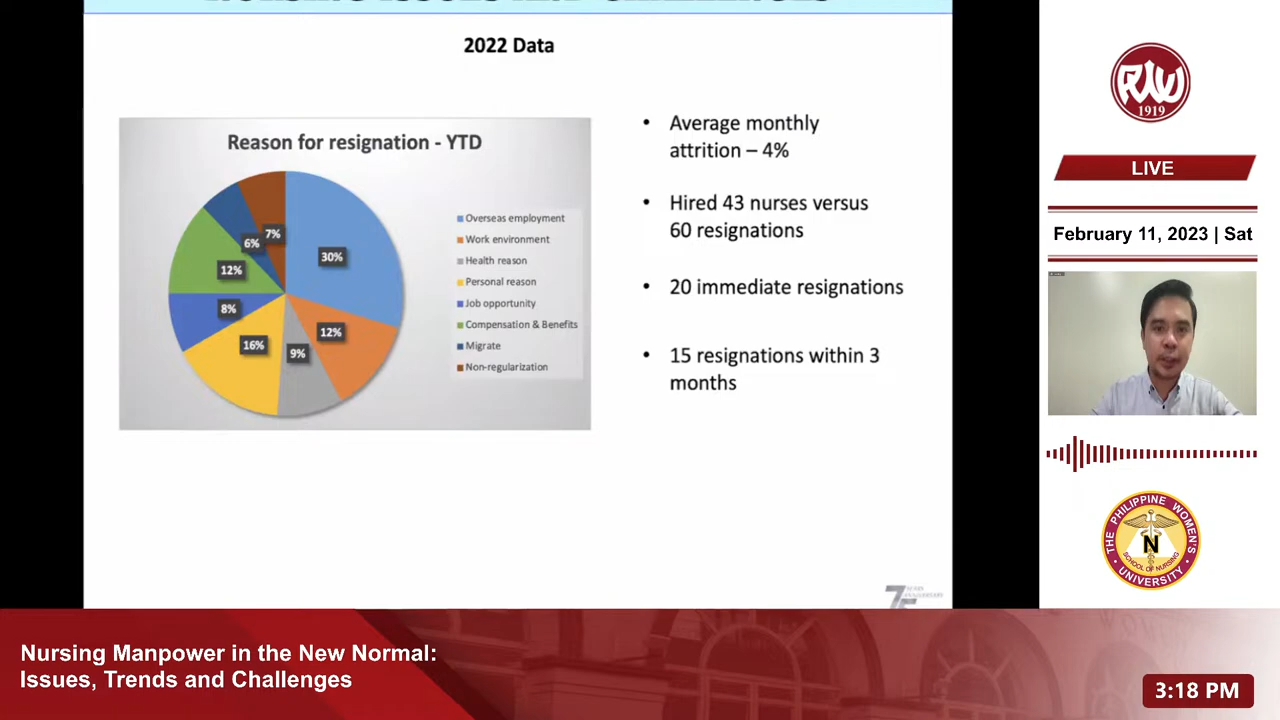 2022 Data
Reason for resignation - YTD
30%
12%
9%
16%
8%
12%
6%
7%
Overseas employment
Work environment
Health reason
Personal reason
Job opportunity
Compensation & Benefits
Migrate
Non-regularization
• Average monthly
attrition – 4%
• Hired 43 nurses versus
60 resignations
• 20 immediate resignations
• 15 resignations within 3
months
1919
LIVE
February 11, 2023 | Sat
THE PHILIPPINE WOMEN'S
UNIVERSITY
N
SCHOOL OF NURSING
Nursing Manpower in the New Normal:
Issues, Trends and Challenges
3:18 PM